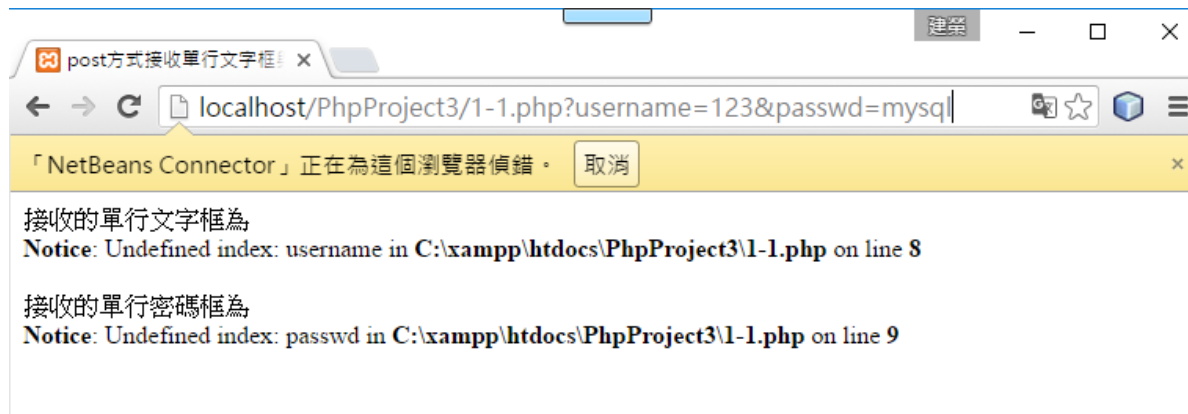 建榮
post方式接收單行文字框
localhost/PhpProject3/1-1.php?username=123&passwd=mysql
「NetBeans Connector」正在為這個瀏覽器偵錯。 取消
接收的單行文字框為
Notice: Undefined index: username in C:\xampp\htdocs\PhpProject3\1-1.php on line 8
接收的單行密碼框為
Notice: Undefined index: passwd in C:\xampp\htdocs\PhpProject3\1-1.php on line 9